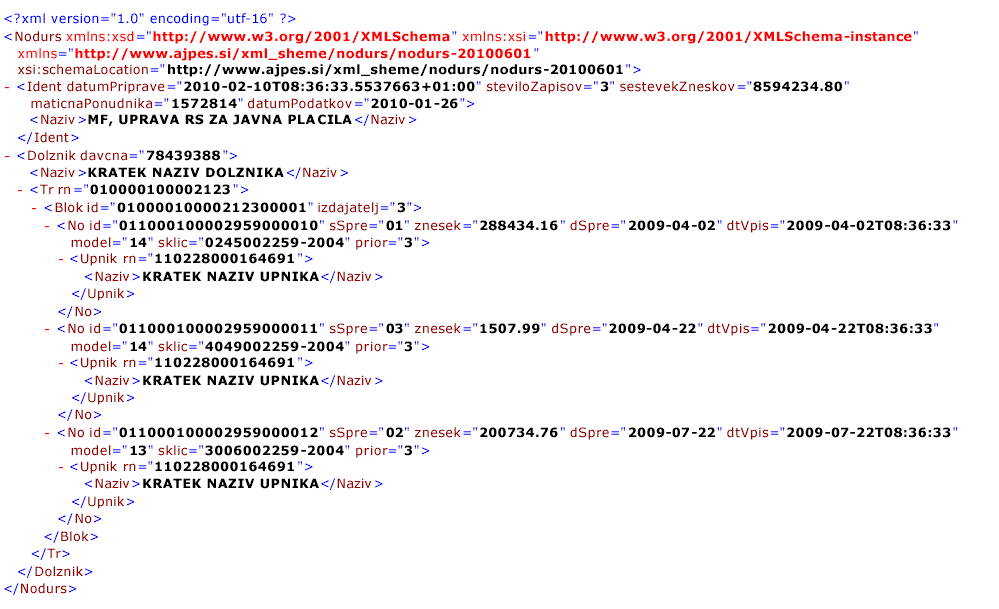 <?xml version="1.0" encoding="utf-16" ?>
<Nodurs xmlns:xsd="http://www.w3.org/2001/XMLSchema" xmlns:xsi="http://www.w3.org/2001/XMLSchema-instance"
xmlns="http://www.ajpes.si/xml_sheme/nodurs/nodurs-20100601"
xsi:schemaLocation="http://www.ajpes.si/xml_sheme/nodurs/nodurs-20100601">
- <Ident datumPriprave="2010-02-10T08:36:33.5537663+01:00" steviloZapisov="3" sestevekZneskov="8594234.80"
maticnaPonudnika="1572814" datumPodatkov="2010-01-26">
<Naziv>MF, UPRAVA RS ZA JAVNA PLACILA</Naziv>
</Ident>
- <Dolznik davcna="78439388">
<Naziv>KRATEK NAZIV DOLZNIKA</Naziv>
- <Tr rn="010000100002123">
- <Blok id="01000010000212300001" izdajatelj="3">
- <No id="011000100002959000010" sSpre="01" znesek="288434.16" dSpre="2009-04-02" dtVpis="2009-04-02T08:36:33"
model="14" sklic="0245002259-2004" prior="3">
- <Upnik rn="110228000164691">
<Naziv>KRATEK NAZIV UPNIKA</Naziv>
</Upnik>
</No>
- <No id="011000100002959000011" sSpre="03" znesek="1507.99" dSpre="2009-04-22" dtVpis="2009-04-22T08:36:33"
model="14" sklic="4049002259-2004" prior="3">
- <Upnik rn="110228000164691">
<Naziv>KRATEK NAZIV UPNIKA</Naziv>
</Upnik>
</No>
- <No id="011000100002959000012" sSpre="02" znesek="200734.76" dSpre="2009-07-22" dtVpis="2009-07-22T08:36:33"
model="13" sklic="3006002259-2004" prior="3">
- <Upnik rn="110228000164691">
<Naziv>KRATEK NAZIV UPNIKA</Naziv>
</Upnik>
</No>
</Blok>
</Tr>
</Dolznik>
</Nodurs>